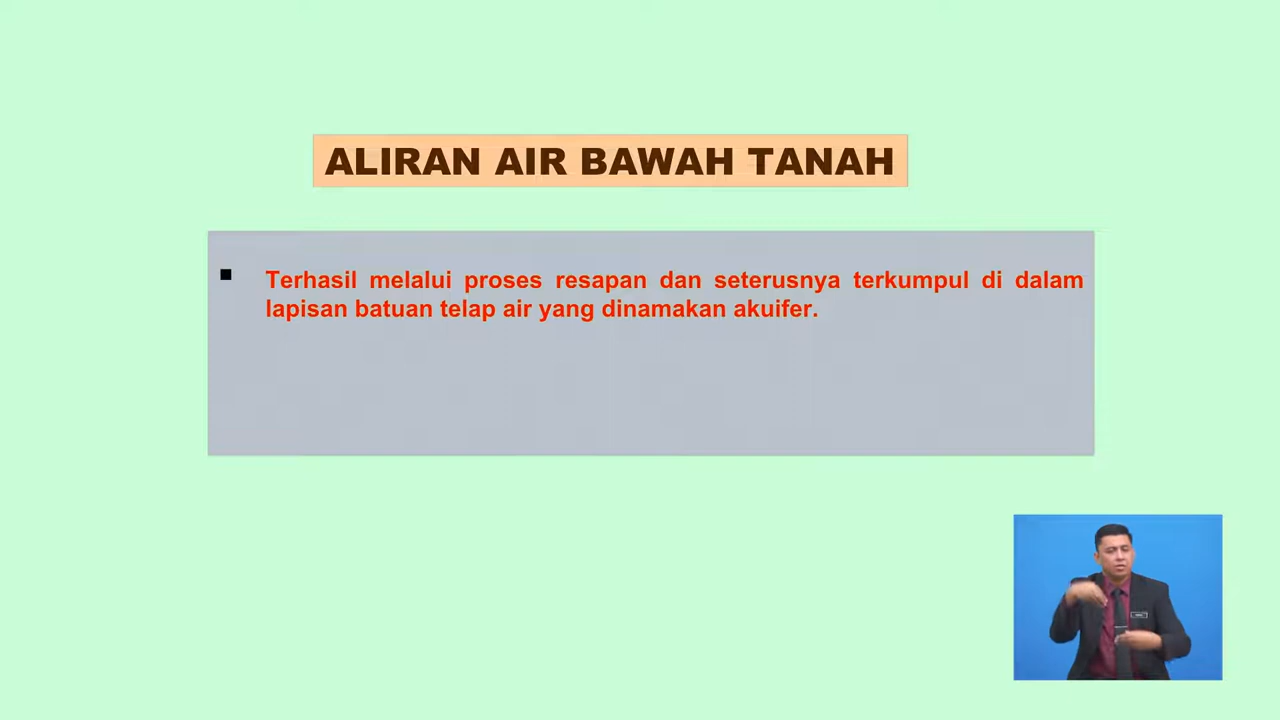 ALIRAN AIR BAWAH TANAH
Terhasil melalui proses resapan dan seterusnya terkumpul di dalam
lapisan batuan telap air yang dinamakan akuifer.